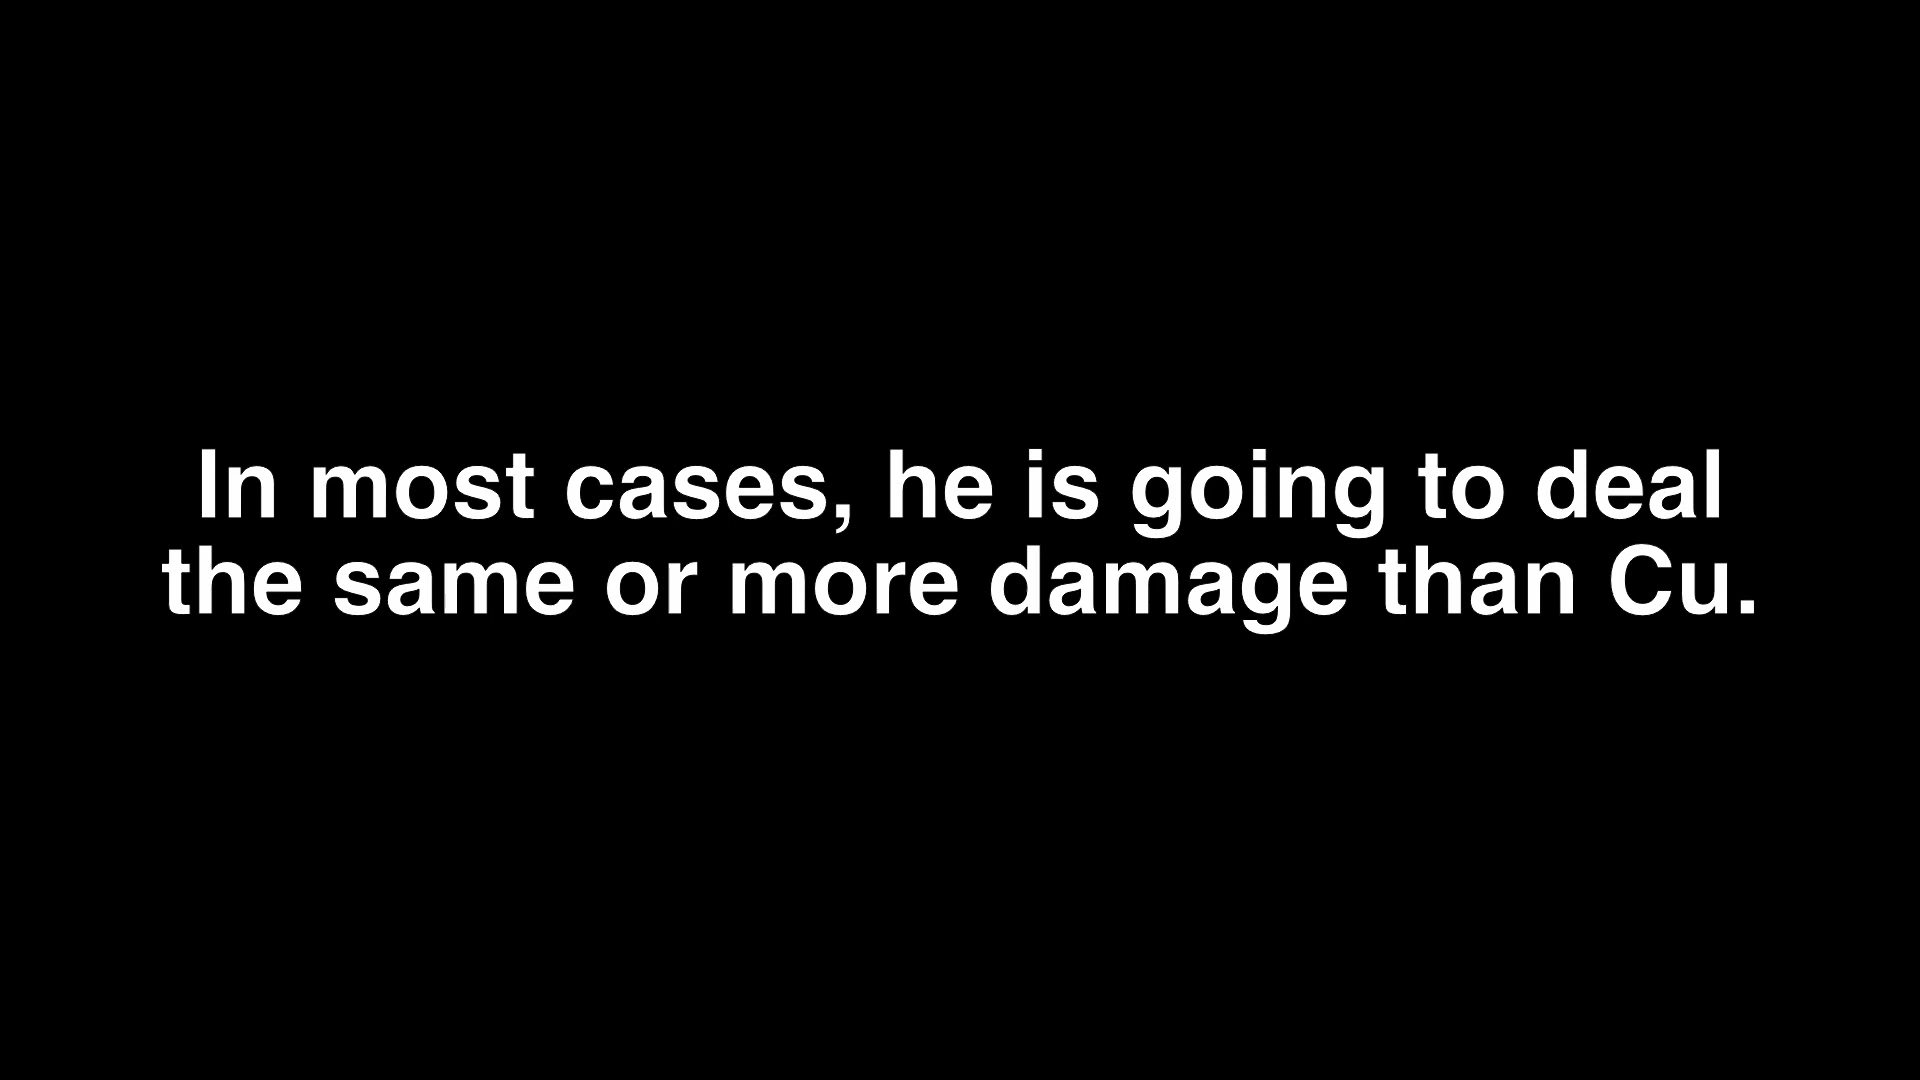 In most cases, he is going to deal
the same or more damage than Cu.